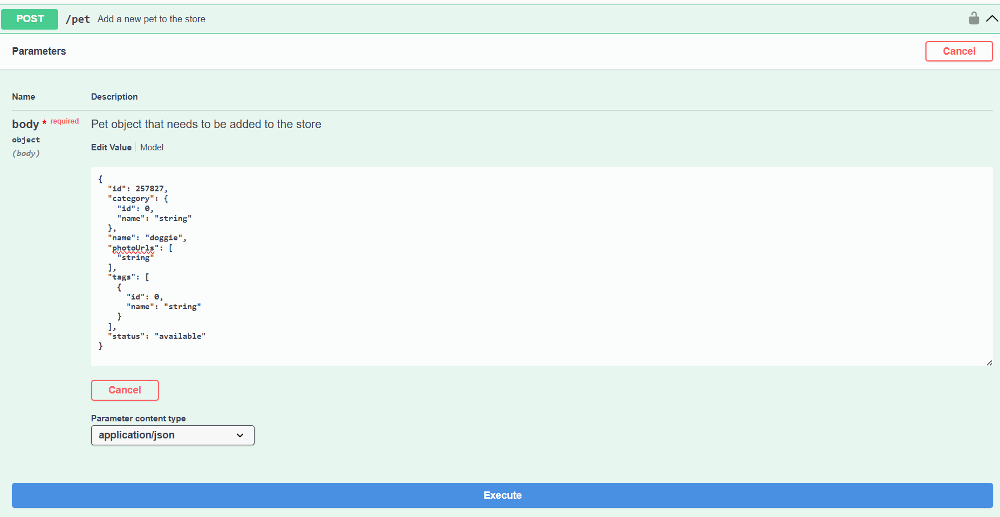 POST /pet Add a new pet to the store
Parameters
Cancel
Name Description
body * required
object
(body)
Pet object that needs to be added to the store
Edit Value Model
{
  "id": 257827,
  "category": {
    "id": 0,
    "name": "string"
  },
  "name": "doggie",
  "photoUrls": [
    "string"
  ],
  "tags": [
    {
      "id": 0,
      "name": "string"
    }
  ],
  "status": "available"
}
Cancel
Parameter content type
application/json
Execute